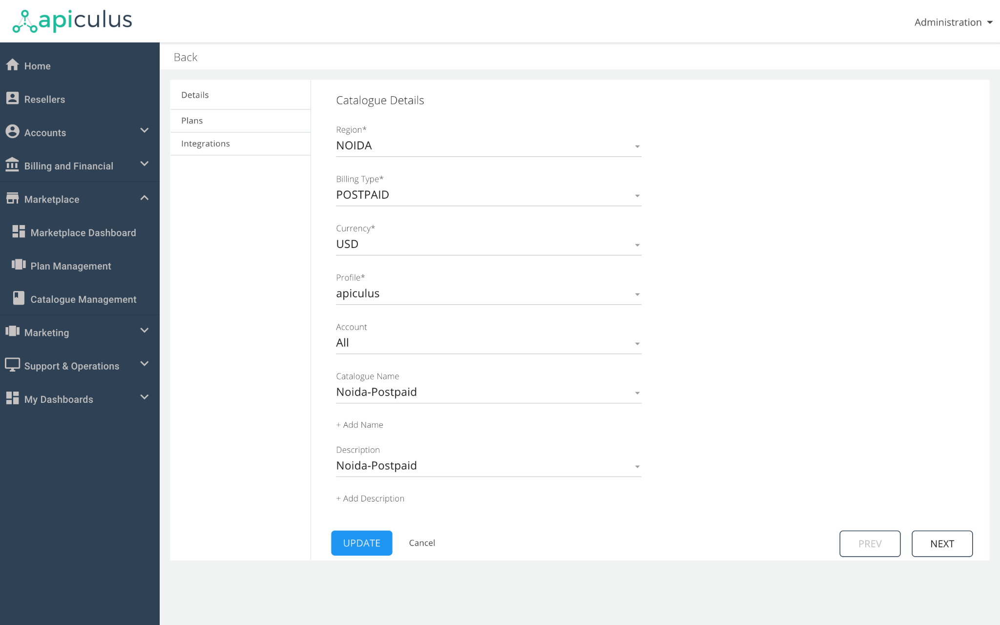 apiculus
Administration
Back
Home
Resellers
Accounts
Billing and Financial
Marketplace
Marketplace Dashboard
Plan Management
Catalogue Management
Marketing
Support & Operations
My Dashboards
Details
Plans
Integrations
Catalogue Details
Region*
NOIDA
Billing Type*
POSTPAID
Currency*
USD
Profile*
apiculus
Account
All
Catalogue Name
Noida-Postpaid
+ Add Name
Description
Noida-Postpaid
+ Add Description
UPDATE
Cancel
PREV
NEXT